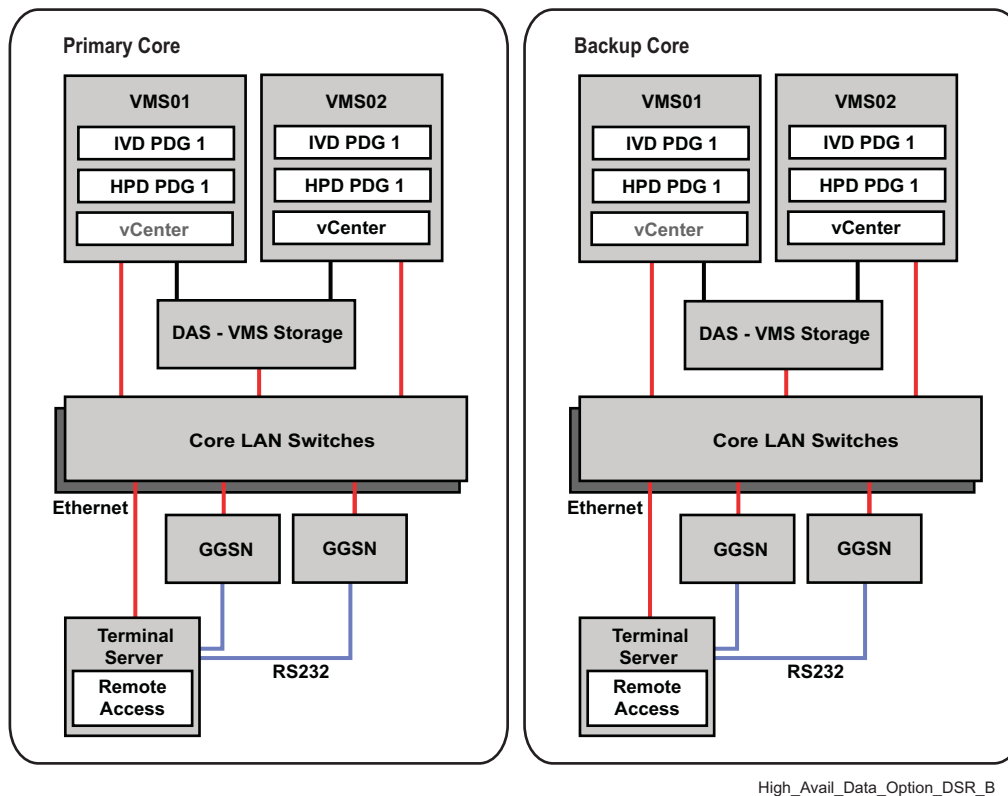 Primary Core
VMS01
IVD PDG 1
HPD PDG 1
vCenter
VMS02
IVD PDG 1
HPD PDG 1
vCenter
DAS - VMS Storage
Core LAN Switches
Ethernet
GGSN
GGSN
Terminal
Server
Remote
Access
RS232
Backup Core
VMS01
IVD PDG 1
HPD PDG 1
vCenter
VMS02
IVD PDG 1
HPD PDG 1
vCenter
DAS - VMS Storage
Core LAN Switches
Ethernet
GGSN
GGSN
Terminal
Server
Remote
Access
RS232
High_Avail_Data_Option_DSR_B